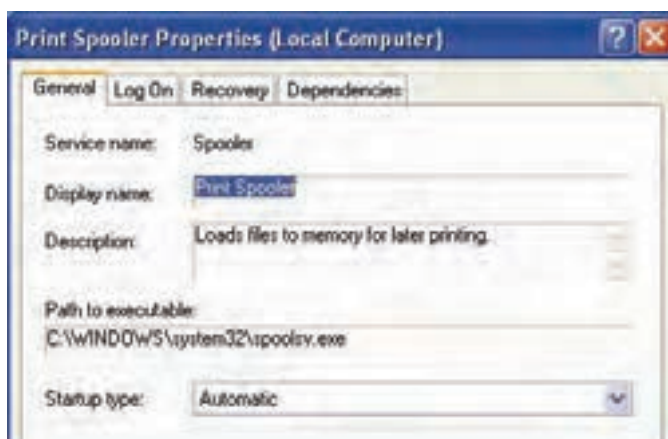 Print Spooler Properties (Local Computer)
General Log On Recovery Dependencies
Service name: Spooler
Display name: Print Spooler
Description: Loads files to memory for later printing.
Path to executable:
C:\WINDOWS\system32\spoolsv.exe
Startup type: Automatic